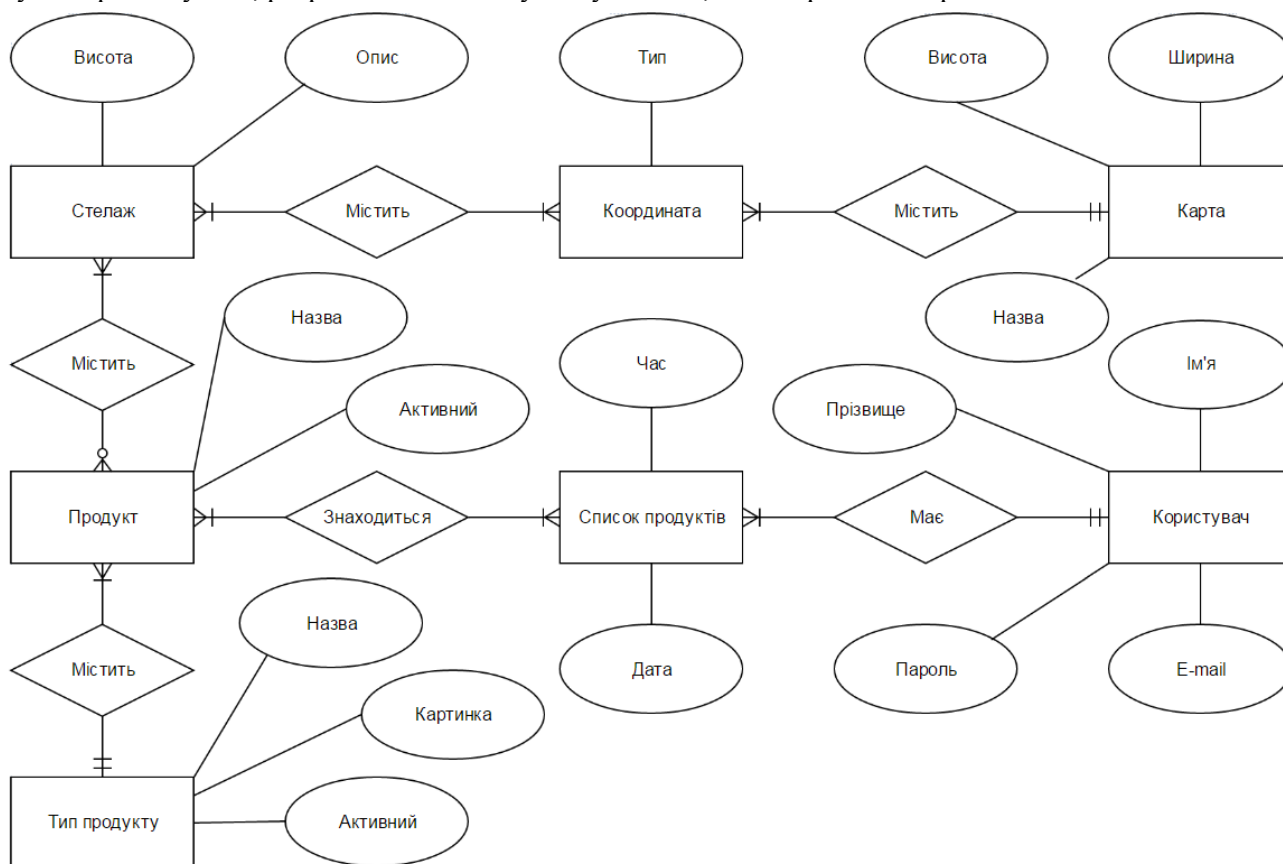 Висота
Опис
Тип
Висота
Ширина
Стелаж
Містить
Координата
Містить
Карта
Назва
Назва
Містить
Час
Ім'я
Активний
Прізвище
Продукт
Знаходиться
Список продуктів
Має
Користувач
Назва
Містить
Дата
Пароль
E-mail
Картинка
Тип продукту
Активний